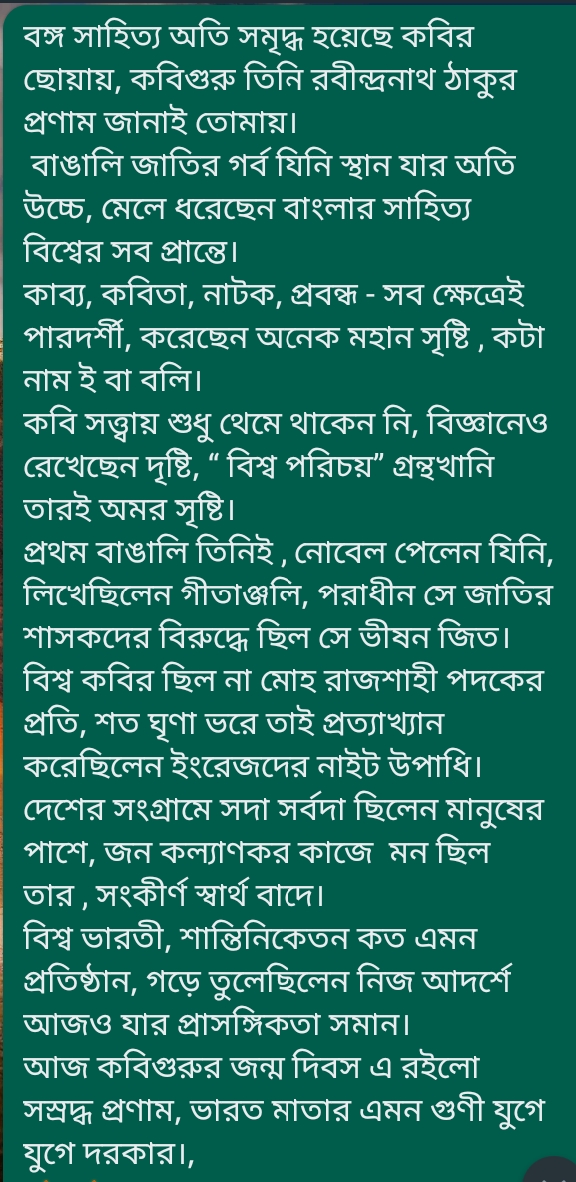 বঙ্গ সাহিত্য অতি সমৃদ্ধ হয়েছে কবির
ছোয়ায়, কবিগুরু তিনি রবীন্দ্রনাথ ঠাকুর
প্রণাম জানাই তোমায়।
বাঙালি জাতির গর্ব যিনি স্থান যার অতি
উচ্চে, মেলে ধরেছেন বাংলার সাহিত্য
বিশ্বের সব প্রান্তে।
কাব্য, কবিতা, নাটক, প্রবন্ধ - সব ক্ষেত্রেই
পারদর্শী, করেছেন অনেক মহান সৃষ্টি , কটা
নাম ই বা বলি।
কবি সত্ত্বায় শুধু থেমে থাকেন নি, বিজ্ঞানেও
রেখেছেন দৃষ্টি, “ বিশ্ব পরিচয়” গ্রন্থখানি
তারই অমর সৃষ্টি।
প্রথম বাঙালি তিনিই , নোবেল পেলেন যিনি,
লিখেছিলেন গীতাঞ্জলি, পরাধীন সে জাতির
শাসকদের বিরুদ্ধে ছিল সে ভীষন জিত।
বিশ্ব কবির ছিল না মোহ রাজশাহী পদকের
প্রতি, শত ঘৃণা ভরে তাই প্রত্যাখ্যান
করেছিলেন ইংরেজদের নাইট উপাধি।
দেশের সংগ্রামে সদা সর্বদা ছিলেন মানুষের
পাশে, জন কল্যাণকর কাজে মন ছিল
তার , সংকীর্ণ স্বার্থ বাদে।
বিশ্ব ভারতী, শান্তিনিকেতন কত এমন
প্রতিষ্ঠান, গড়ে তুলেছিলেন নিজ আদর্শে
আজও যার প্রাসঙ্গিকতা সমান।
আজ কবিগুরুর জন্ম দিবস এ রইলো
সস্রদ্ধ প্রণাম, ভারত মাতার এমন গুণী যুগে
যুগে দরকার।,